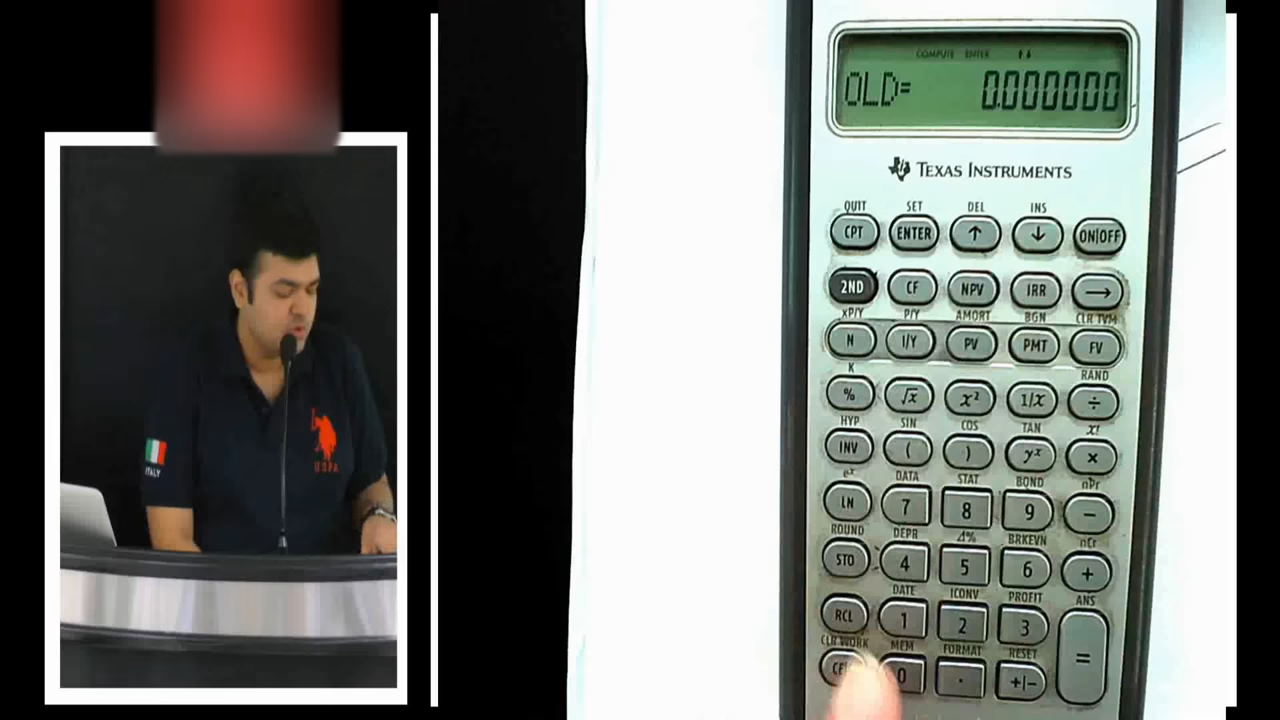 COMPUTE ENTER ↑↓
OLD= 0.000000
TEXAS INSTRUMENTS
QUIT SET DEL INS
CPT ENTER ↑ ↓ ON|OFF
2ND CF NPV IRR →
xP/Y P/Y AMORT BGN CLR TVM
N I/Y PV PMT FV
K RAND
% √x x² 1/x ÷
HYP SIN COS TAN x!
INV ( ) yˣ ×
eˣ DATA STAT BOND nPr
LN 7 8 9 −
ROUND DEPR Δ% BRKEVN nCr
STO 4 5 6 +
DATE ICONV PROFIT ANS
RCL 1 2 3 =
CLR WORK MEM FORMAT RESET
0 . +/−
ITALY
USPA